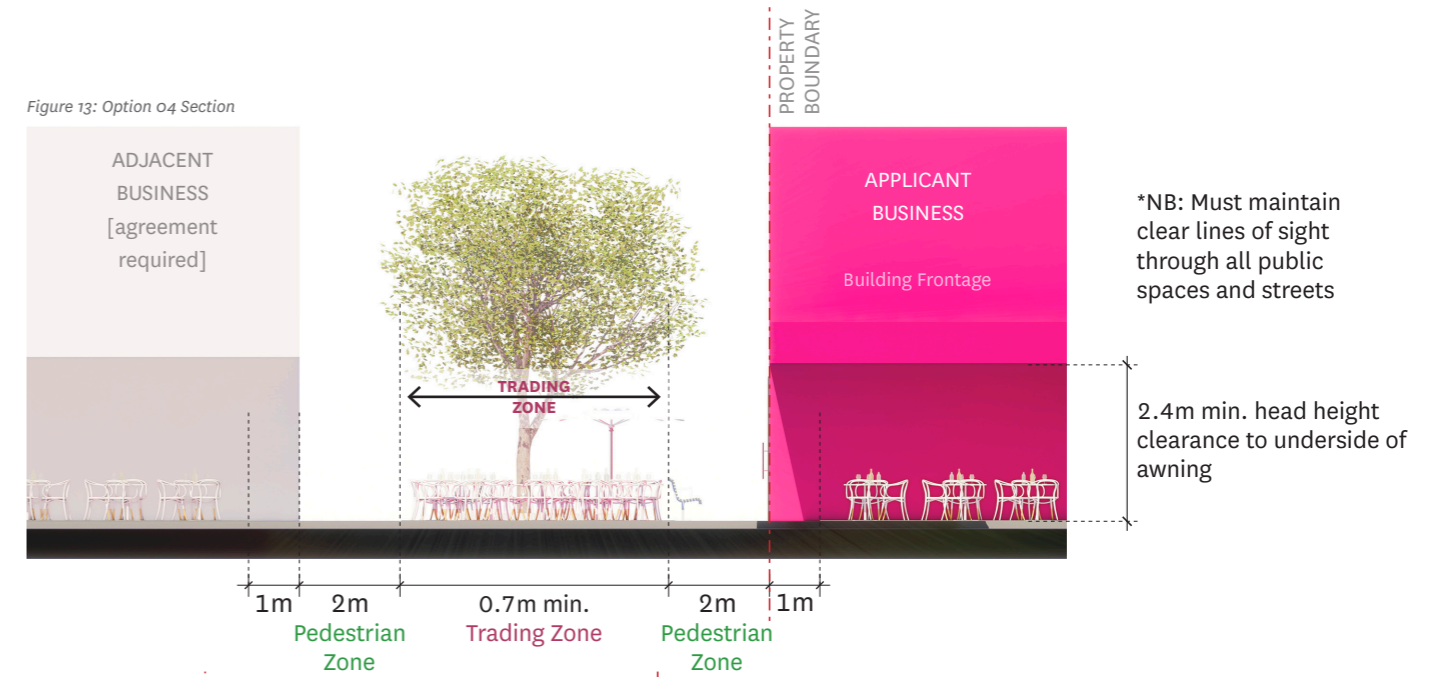 PROPERTY
BOUNDARY
Figure 13: Option 04 Section
ADJACENT
BUSINESS
[agreement
required]
APPLICANT
BUSINESS
Building Frontage
*NB: Must maintain
clear lines of sight
through all public
spaces and streets
TRADING
ZONE
2.4m min. head height
clearance to underside of
awning
1m
2m
Pedestrian
Zone
0.7m min.
Trading Zone
2m
Pedestrian
Zone
1m